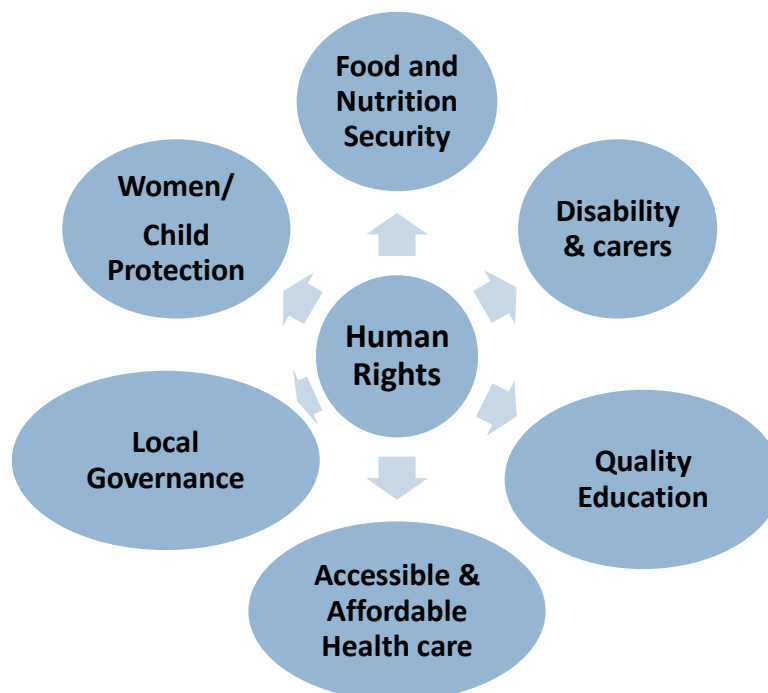 Food and
Nutrition
Security
Women/
Child
Protection
Disability
& carers
Human
Rights
Local
Governance
Quality
Education
Accessible &
Affordable
Health care